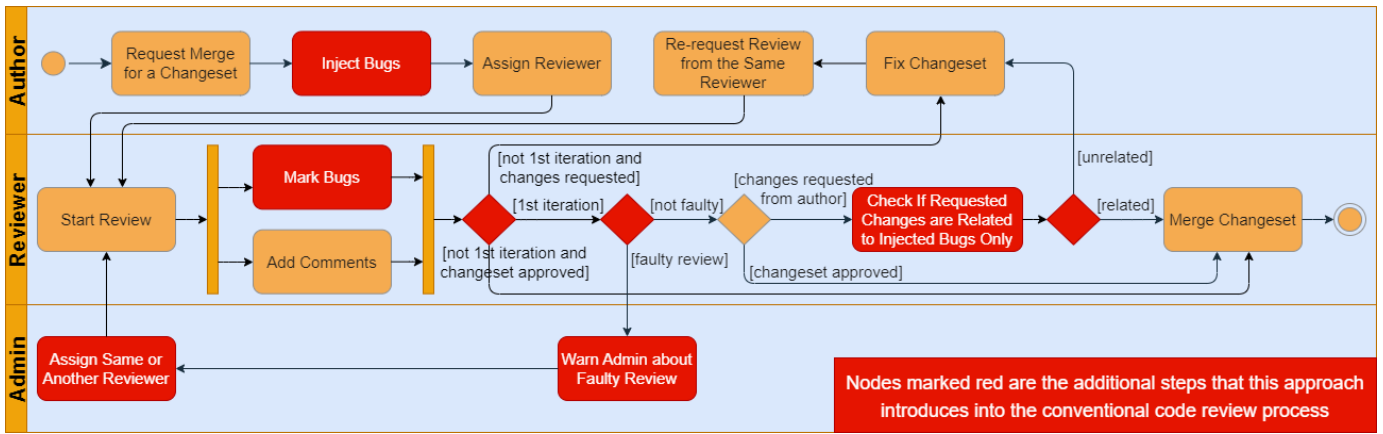 Author
Request Merge
for a Changeset
Inject Bugs
Assign Reviewer
Re-request Review
from the Same
Reviewer
Fix Changeset
Reviewer
Start Review
Mark Bugs
Add Comments
[not 1st iteration and
changes requested]
[1st iteration]
[not 1st iteration and
changeset approved]
[not faulty]
[faulty review]
[changes requested
from author]
[changeset approved]
Check If Requested
Changes are Related
to Injected Bugs Only
[unrelated]
[related]
Merge Changeset
Admin
Assign Same or
Another Reviewer
Warn Admin about
Faulty Review
Nodes marked red are the additional steps that this approach
introduces into the conventional code review process